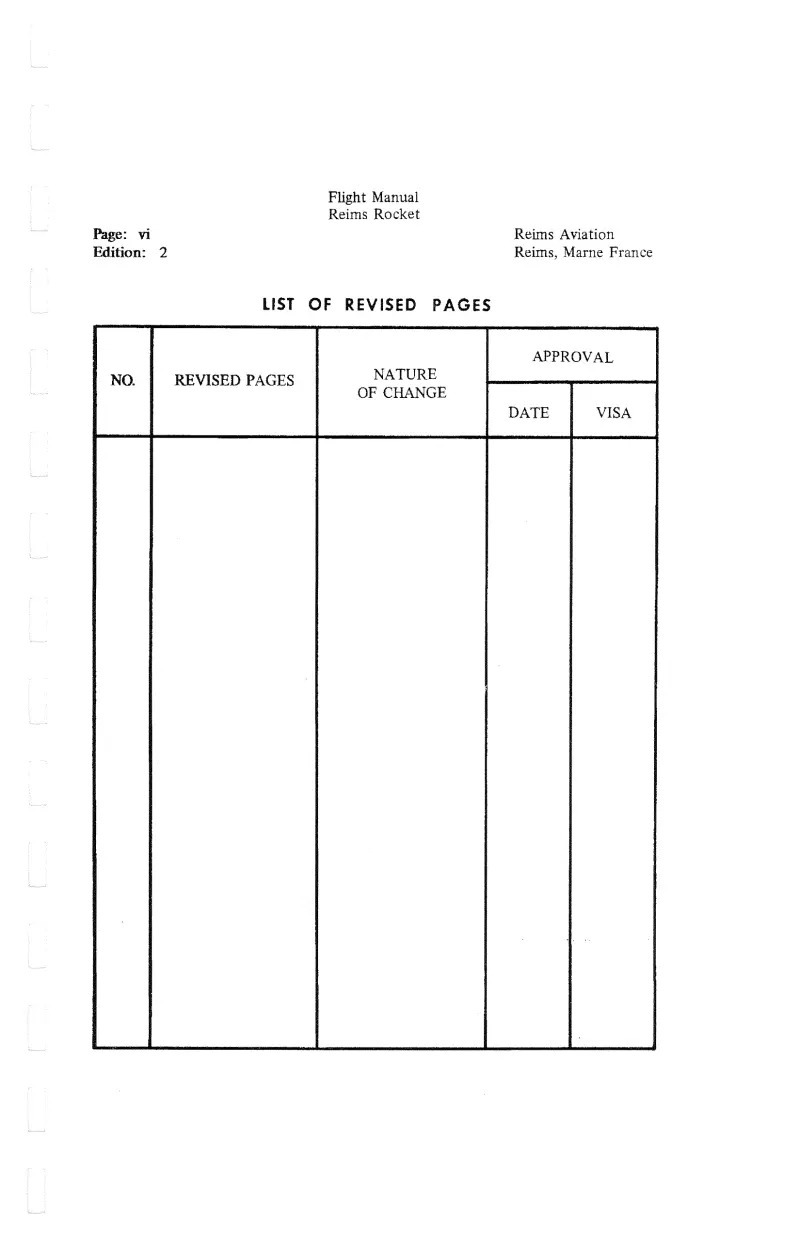 Flight Manual
Reims Rocket
Page: vi
Edition: 2
Reims Aviation
Reims, Marne France
LIST OF REVISED PAGES
NO.
REVISED PAGES
NATURE
OF CHANGE
APPROVAL
DATE
VISA